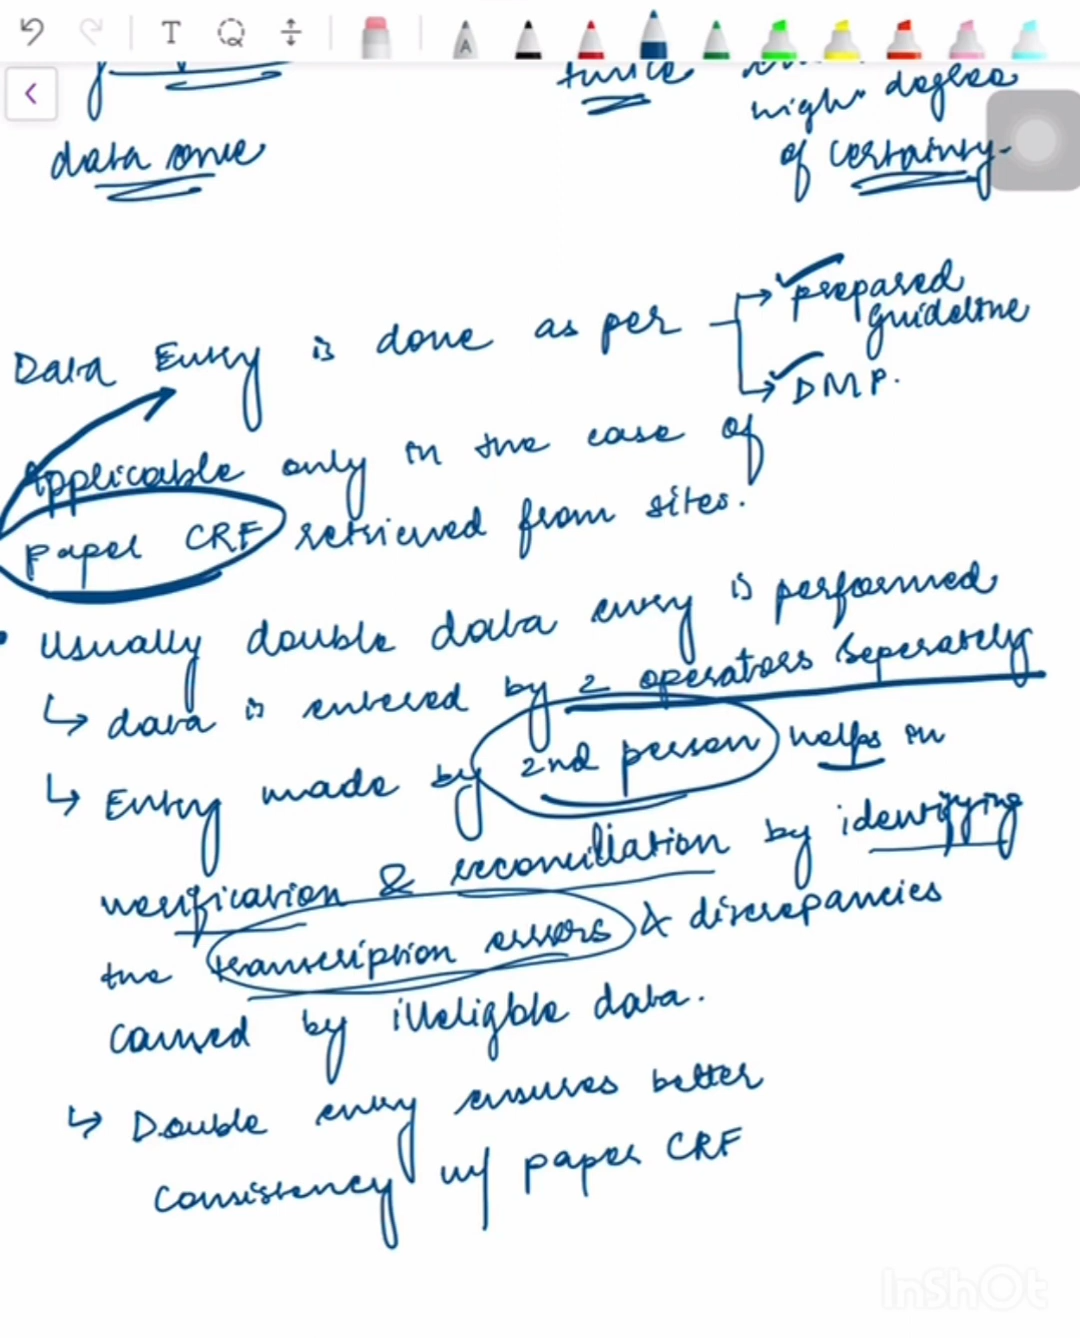 T
A
twice
high degree
data once
of certainty.
Data Entry is done as per → prepared guideline
→ DMP.
Applicable only in the case of
paper CRF retrieved from sites.
• Usually double data entry is performed
↳ data is entered by 2 operators seperately
↳ Entry made by 2nd person helps in
verification & reconcillation by identifying
the transcription errors & discrepancies
caused by illeligble data.
↳ Double entry ensures better
consistency w/ paper CRF
InShOt